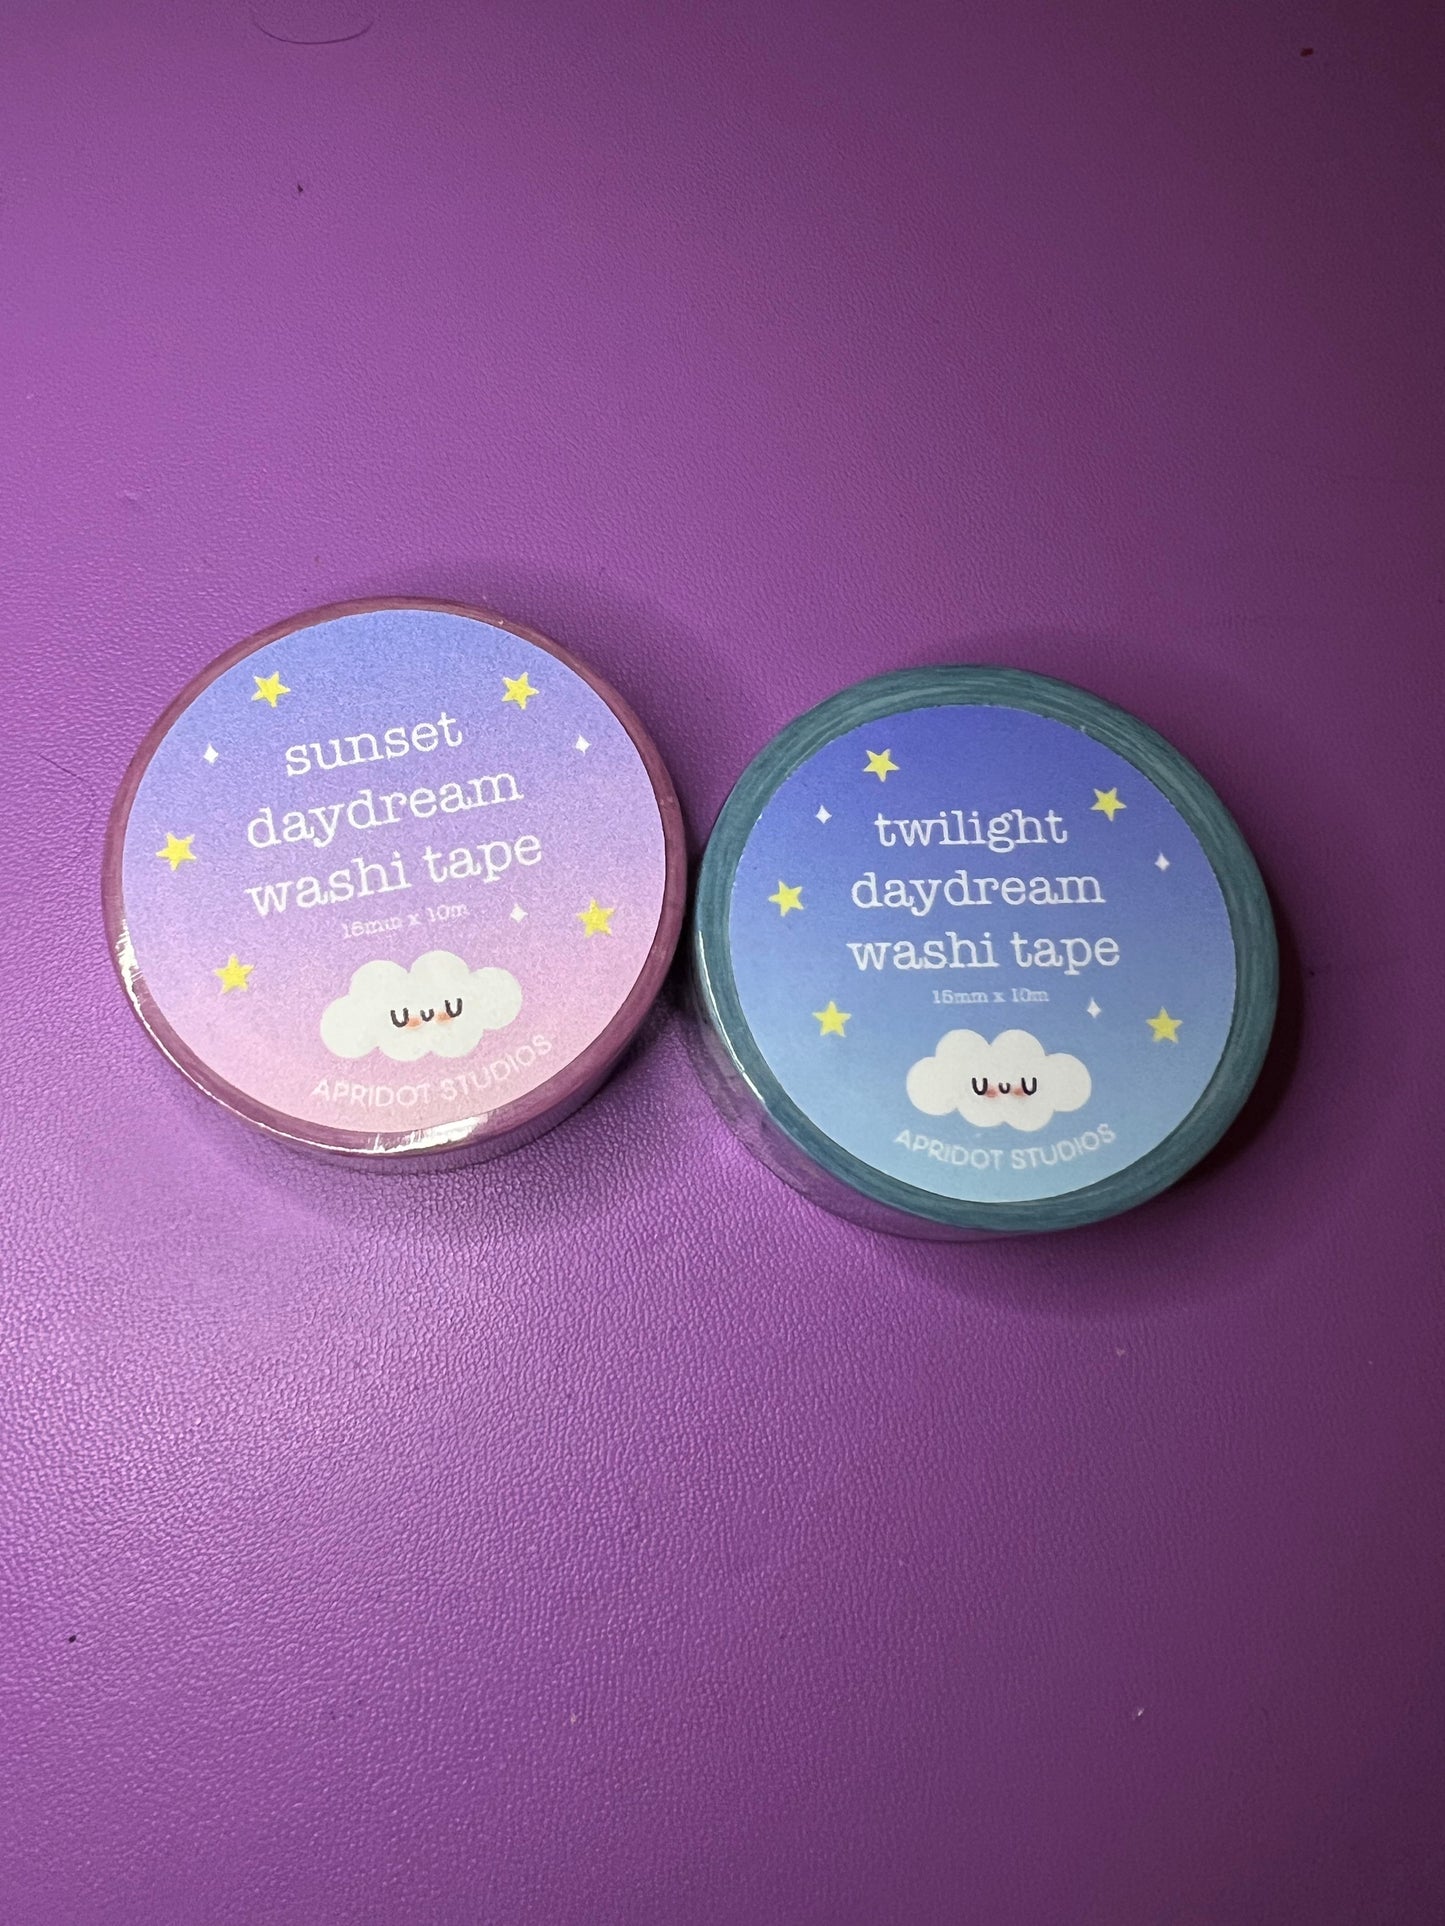 sunset
daydream
washi tape
15mm x 10m
APRIDOT STUDIOS
twilight
daydream
washi tape
15mm x 10m
APRIDOT STUDIOS